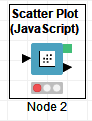 Scatter Plot
(JavaScript)
Node 2